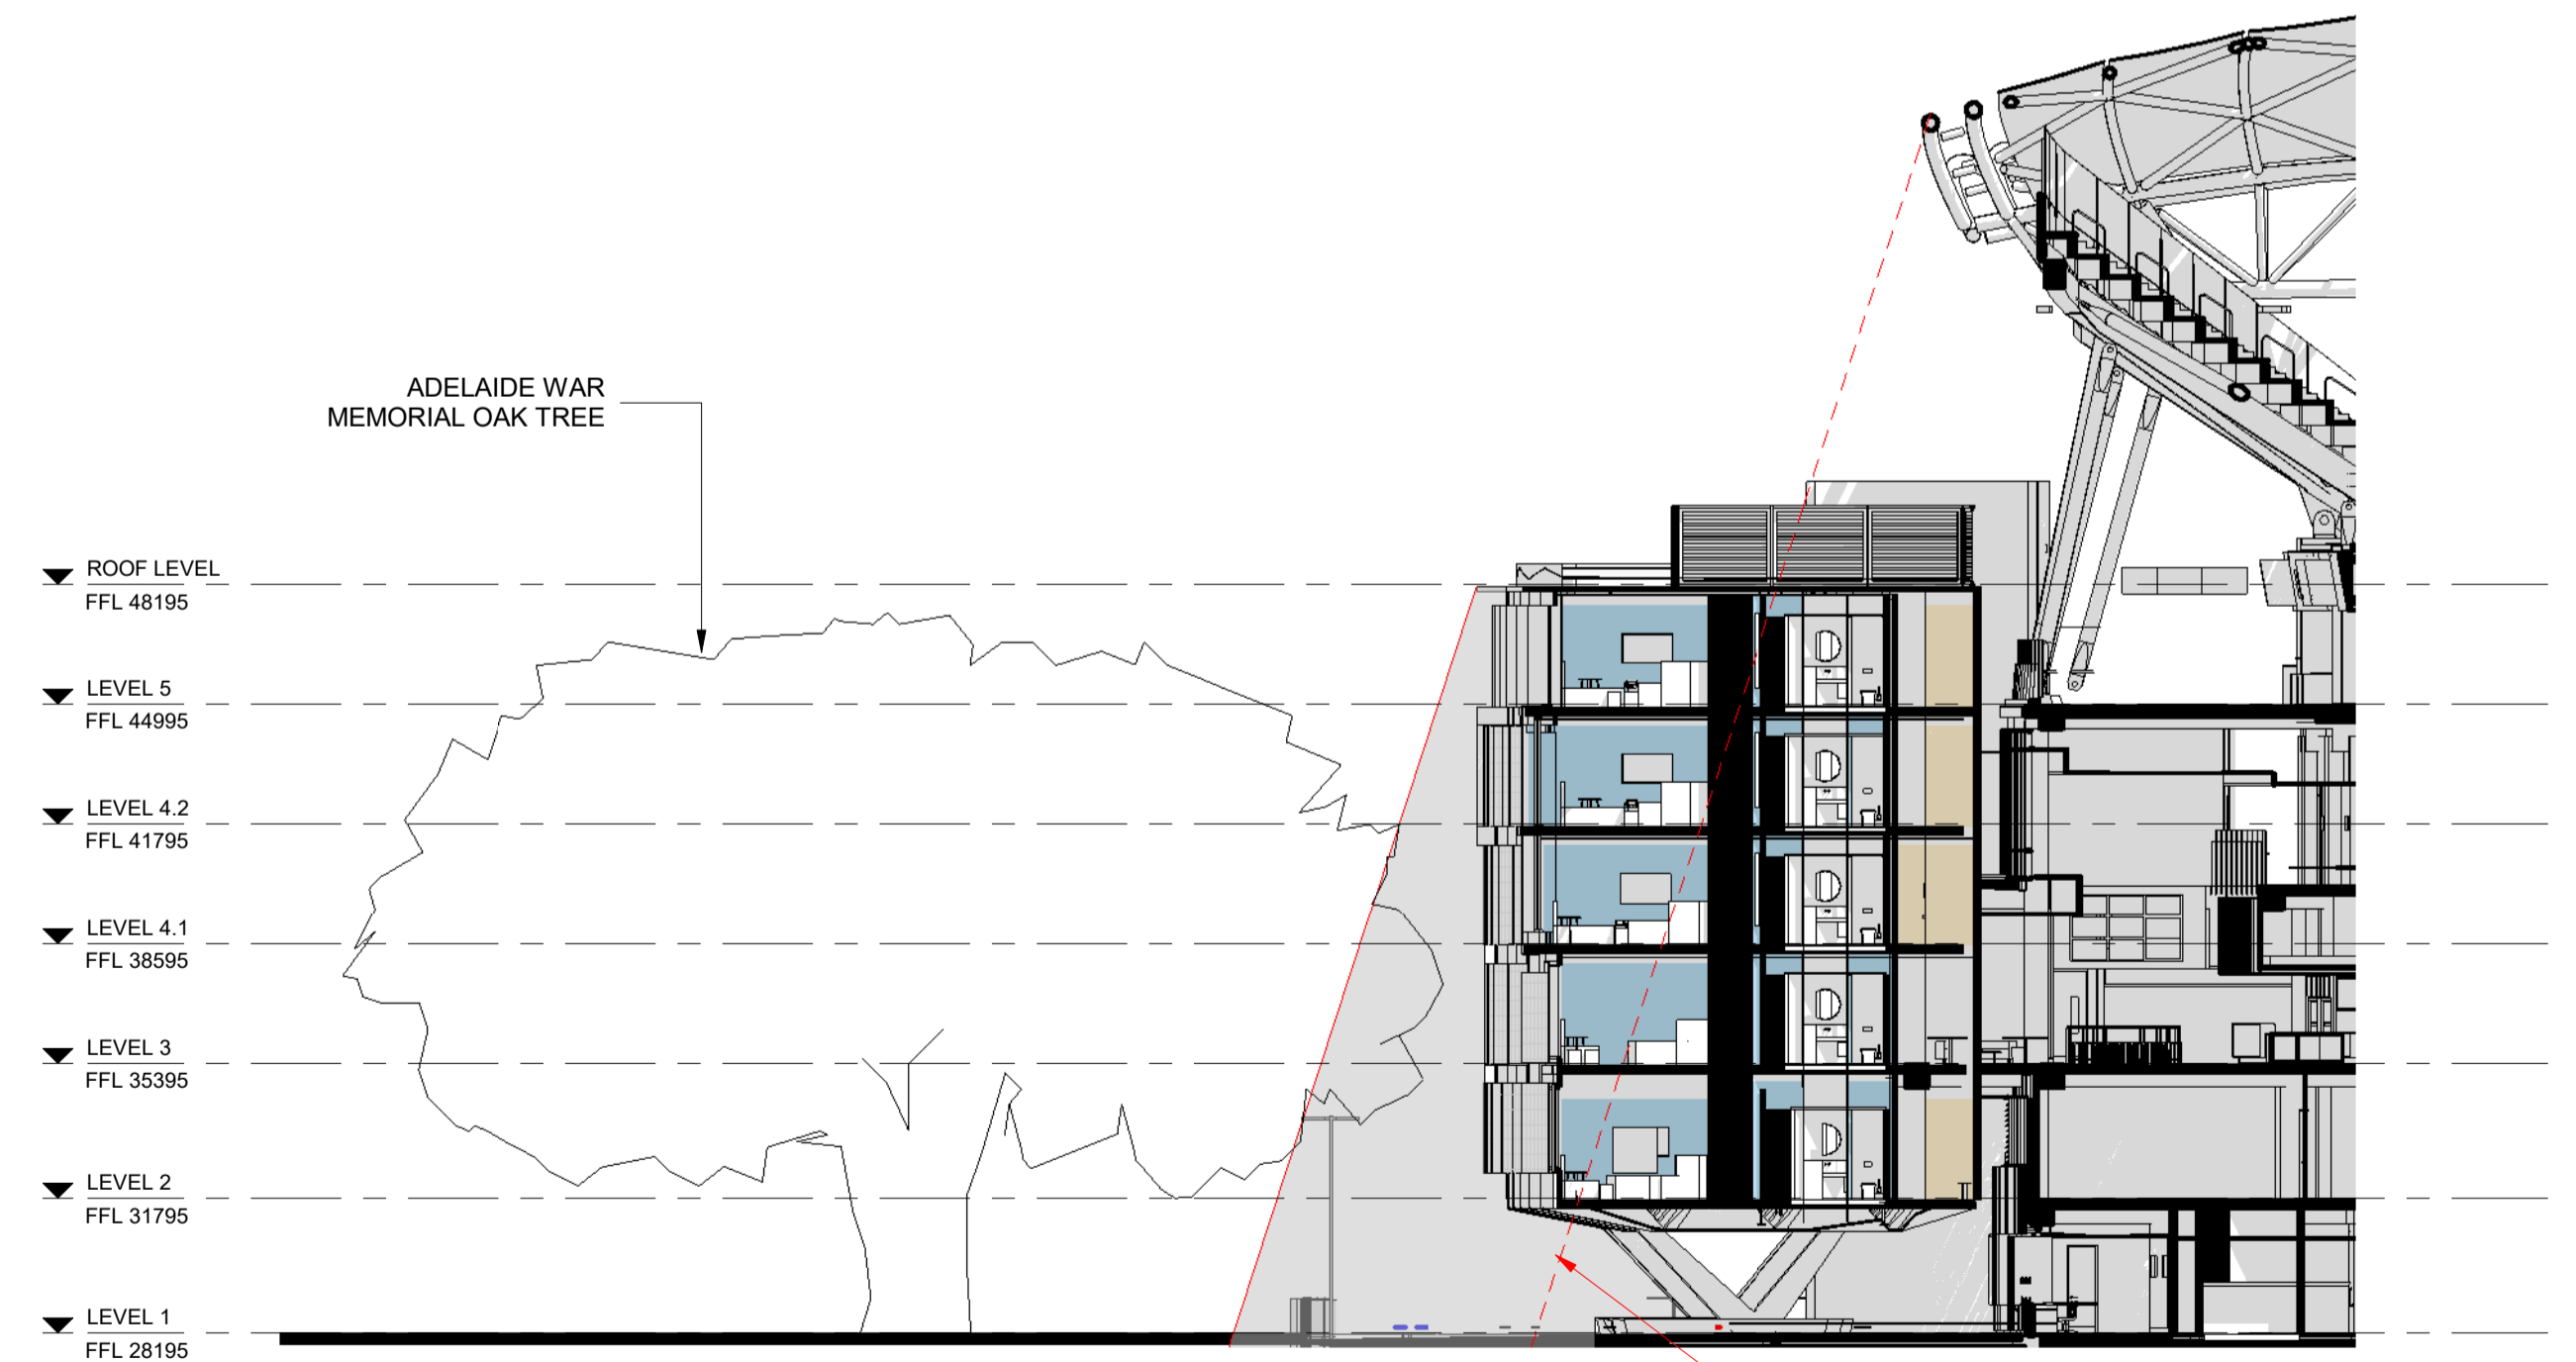 ADELAIDE WAR
MEMORIAL OAK TREE
ROOF LEVEL
FFL 48195
LEVEL 5
FFL 44995
LEVEL 4.2
FFL 41795
LEVEL 4.1
FFL 38595
LEVEL 3
FFL 35395
LEVEL 2
FFL 31795
LEVEL 1
FFL 28195